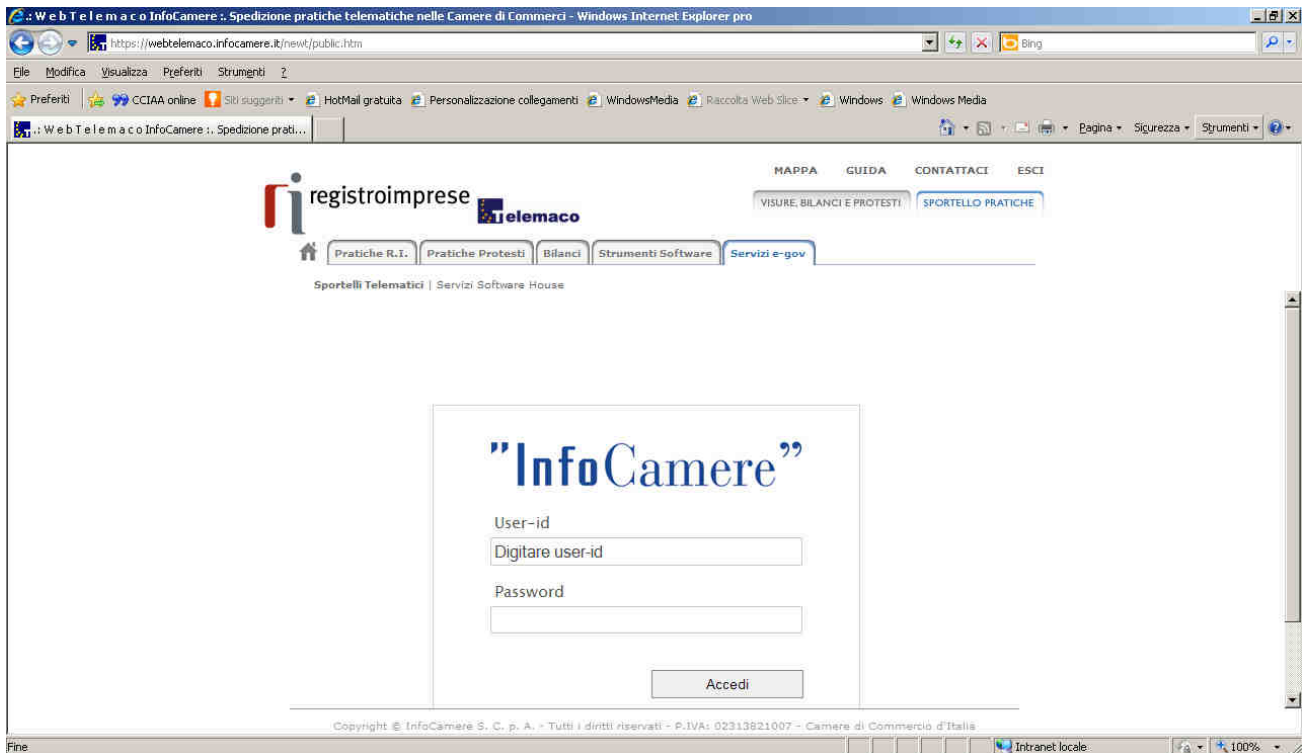 .: W e b T e l e m a c o InfoCamere :. Spedizione pratiche telematiche nelle Camere di Commerci - Windows Internet Explorer pro
https://webtelemaco.infocamere.it/newt/public.htm
Bing
File Modifica Visualizza Preferiti Strumenti ?
Preferiti CCIAA online Siti suggeriti HotMail gratuita Personalizzazione collegamenti WindowsMedia Raccolta Web Slice Windows Windows Media
.: W e b T e l e m a c o InfoCamere :. Spedizione prati...
Pagina Sicurezza Strumenti
MAPPA GUIDA CONTATTACI ESCI
ri registroimprese Telemaco
VISURE, BILANCI E PROTESTI SPORTELLO PRATICHE
Pratiche R.I. Pratiche Protesti Bilanci Strumenti Software Servizi e-gov
Sportelli Telematici | Servizi Software House
"InfoCamere”
User-id
Digitare user-id
Password
Accedi
Copyright © InfoCamere S. C. p. A. - Tutti i diritti riservati - P.IVA: 02313821007 - Camere di Commercio d'Italia
Fine
Intranet locale
100%